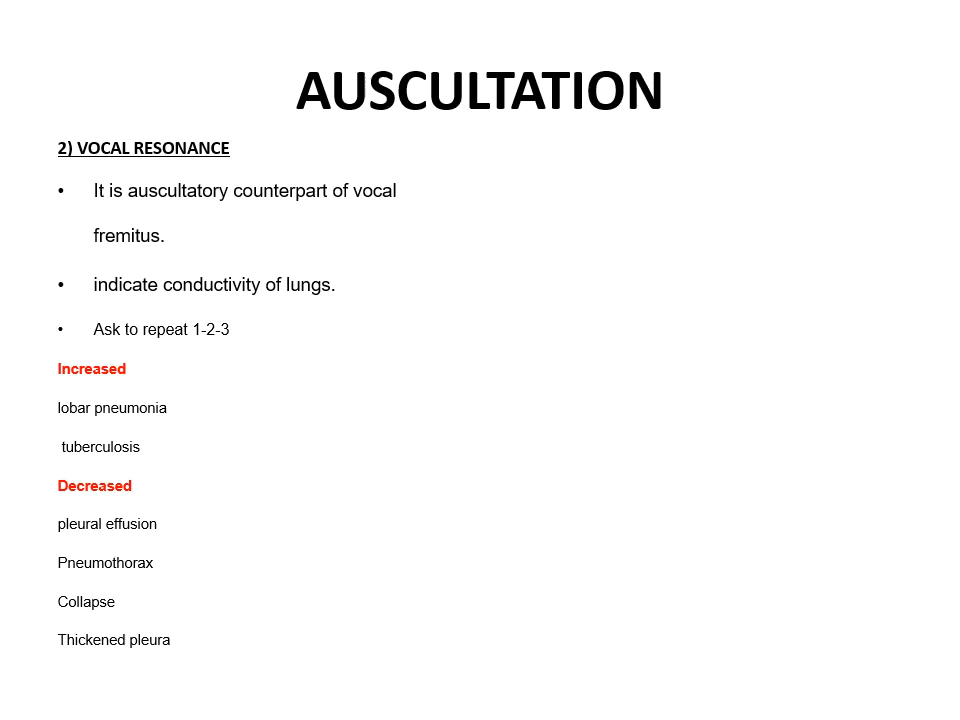 AUSCULTATION
2) VOCAL RESONANCE
• It is auscultatory counterpart of vocal
fremitus.
• indicate conductivity of lungs.
• Ask to repeat 1-2-3
Increased
lobar pneumonia
tuberculosis
Decreased
pleural effusion
Pneumothorax
Collapse
Thickened pleura